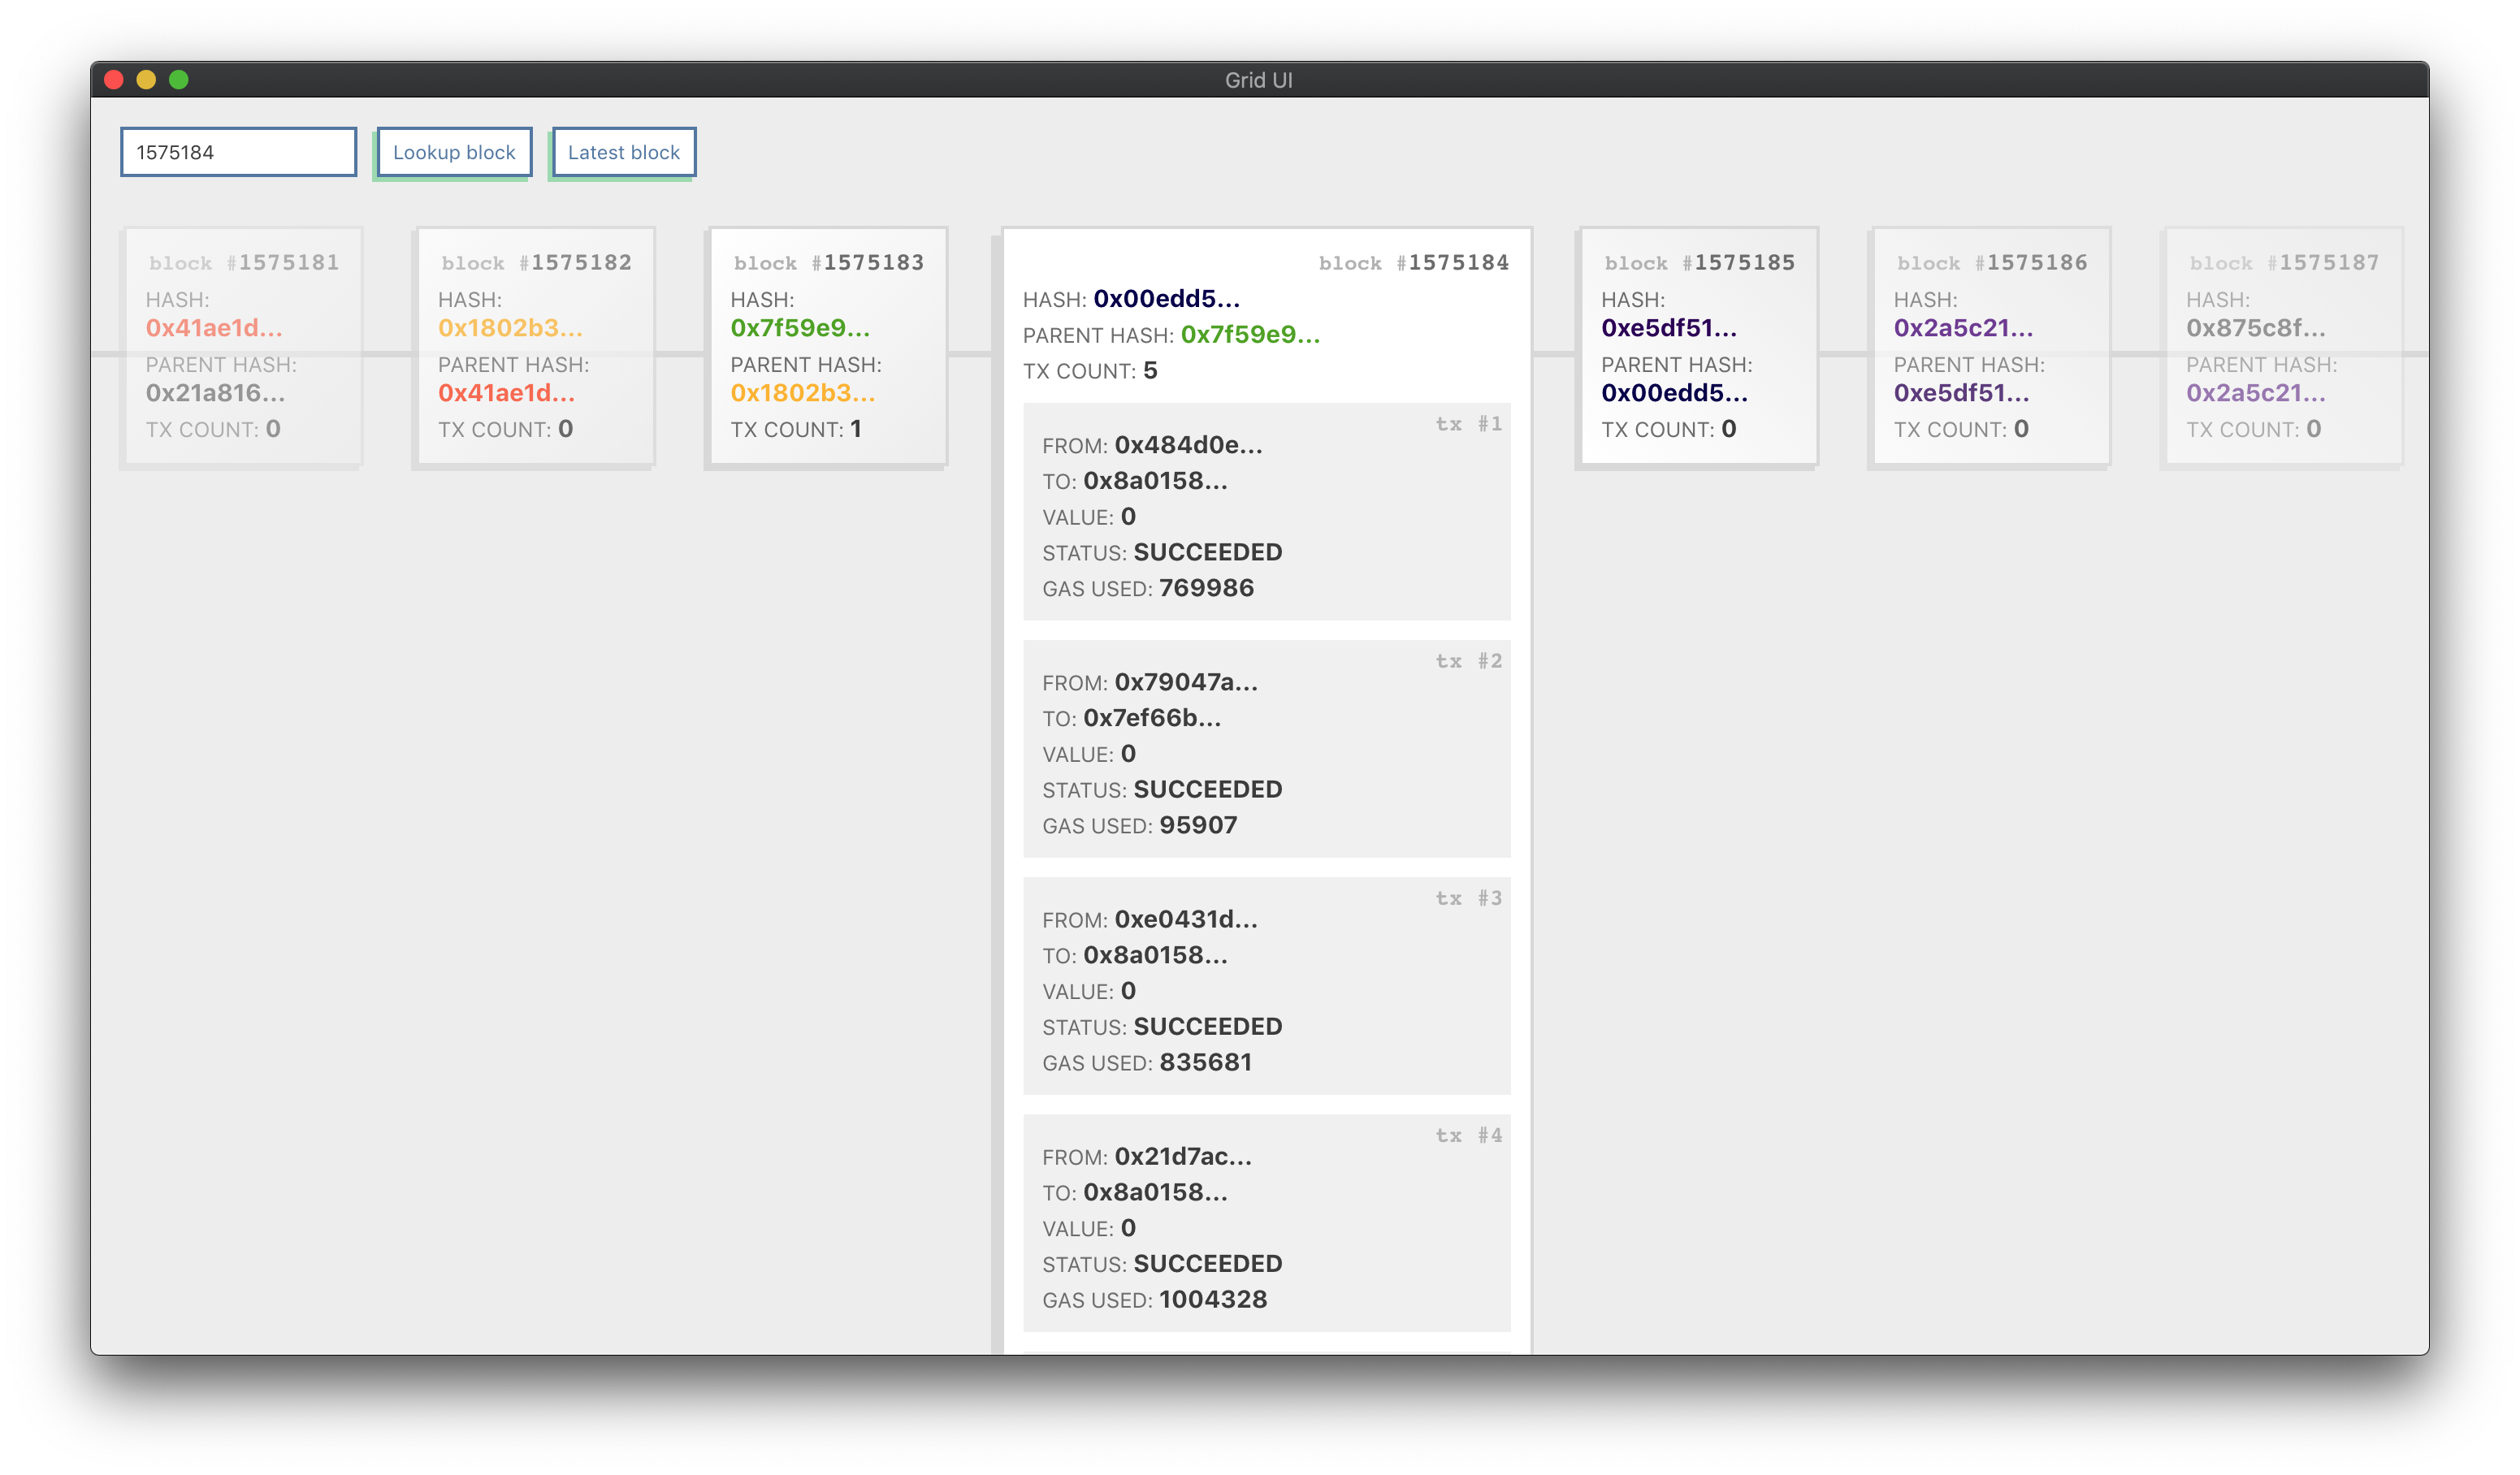 Grid UI
1575184
Lookup block
Latest block
block #1575181
HASH:
0x41ae1d...
PARENT HASH:
0x21a816...
TX COUNT: 0
block #1575182
HASH:
0x1802b3...
PARENT HASH:
0x41ae1d...
TX COUNT: 0
block #1575183
HASH:
0x7f59e9...
PARENT HASH:
0x1802b3...
TX COUNT: 1
block #1575184
HASH: 0x00edd5...
PARENT HASH: 0x7f59e9...
TX COUNT: 5
tx #1
FROM: 0x484d0e...
TO: 0x8a0158...
VALUE: 0
STATUS: SUCCEEDED
GAS USED: 769986
tx #2
FROM: 0x79047a...
TO: 0x7ef66b...
VALUE: 0
STATUS: SUCCEEDED
GAS USED: 95907
tx #3
FROM: 0xe0431d...
TO: 0x8a0158...
VALUE: 0
STATUS: SUCCEEDED
GAS USED: 835681
tx #4
FROM: 0x21d7ac...
TO: 0x8a0158...
VALUE: 0
STATUS: SUCCEEDED
GAS USED: 1004328
block #1575185
HASH:
0xe5df51...
PARENT HASH:
0x00edd5...
TX COUNT: 0
block #1575186
HASH:
0x2a5c21...
PARENT HASH:
0xe5df51...
TX COUNT: 0
block #1575187
HASH:
0x875c8f...
PARENT HASH:
0x2a5c21...
TX COUNT: 0